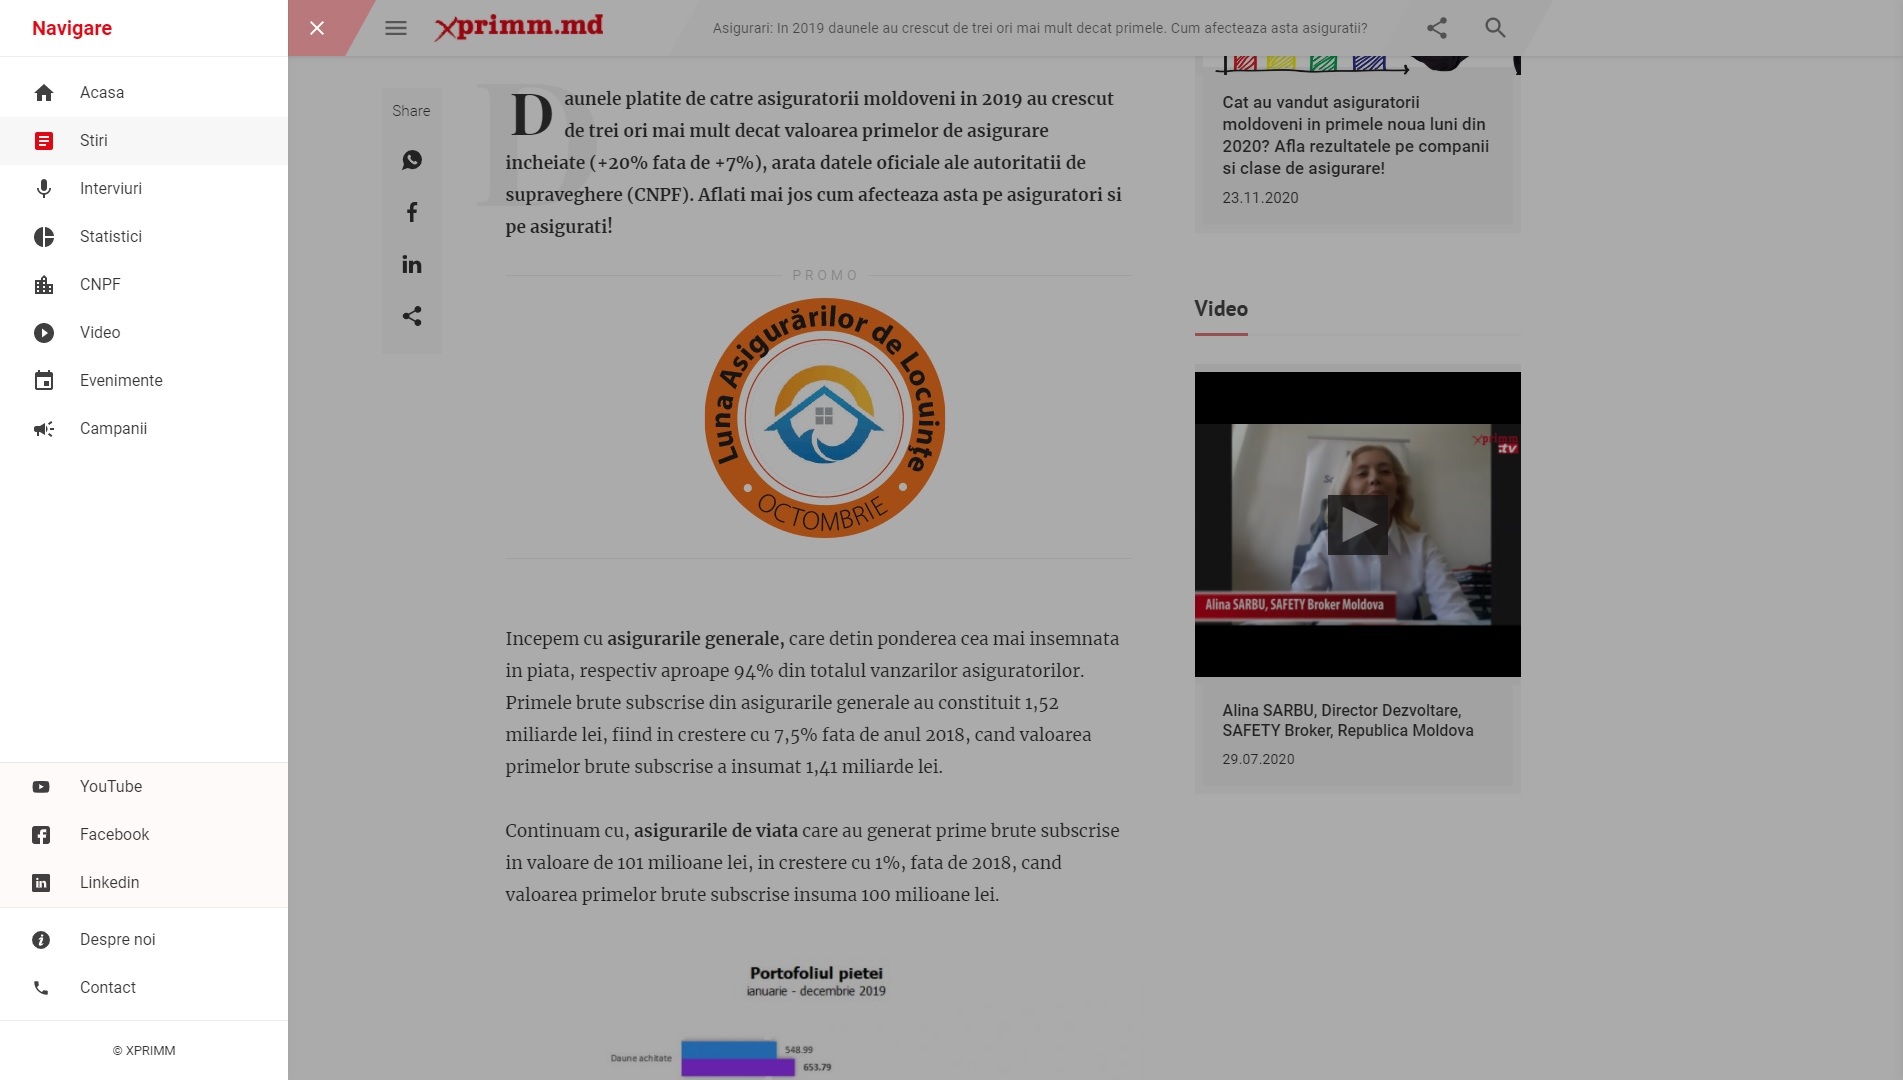 Navigare
Acasa
Stiri
Interviuri
Statistici
CNPF
Video
Evenimente
Campanii
YouTube
Facebook
Linkedin
Despre noi
Contact
© XPRIMM
xprimm.md
Asigurari: In 2019 daunele au crescut de trei ori mai mult decat primele. Cum afecteaza asta asiguratii?
Share
Daunele platite de catre asiguratorii moldoveni in 2019 au crescut
de trei ori mai mult decat valoarea primelor de asigurare
incheiate (+20% fata de +7%), arata datele oficiale ale autoritatii de
supraveghere (CNPF). Aflati mai jos cum afecteaza asta pe asiguratori si
pe asigurati!
PROMO
Luna Asigurărilor de Locuințe
OCTOMBRIE
Incepem cu asigurarile generale, care detin ponderea cea mai insemnata
in piata, respectiv aproape 94% din totalul vanzarilor asiguratorilor.
Primele brute subscrise din asigurarile generale au constituit 1,52
miliarde lei, fiind in crestere cu 7,5% fata de anul 2018, cand valoarea
primelor brute subscrise a insumat 1,41 miliarde lei.
Continuam cu, asigurarile de viata care au generat prime brute subscrise
in valoare de 101 milioane lei, in crestere cu 1%, fata de 2018, cand
valoarea primelor brute subscrise insuma 100 milioane lei.
Portofoliul pietei
ianuarie - decembrie 2019
Daune achitate
548.99
653.79
Cat au vandut asiguratorii
moldoveni in primele noua luni din
2020? Afla rezultatele pe companii
si clase de asigurare!
23.11.2020
Video
xprimm
.tv
Alina SARBU, SAFETY Broker Moldova
Alina SARBU, Director Dezvoltare,
SAFETY Broker, Republica Moldova
29.07.2020